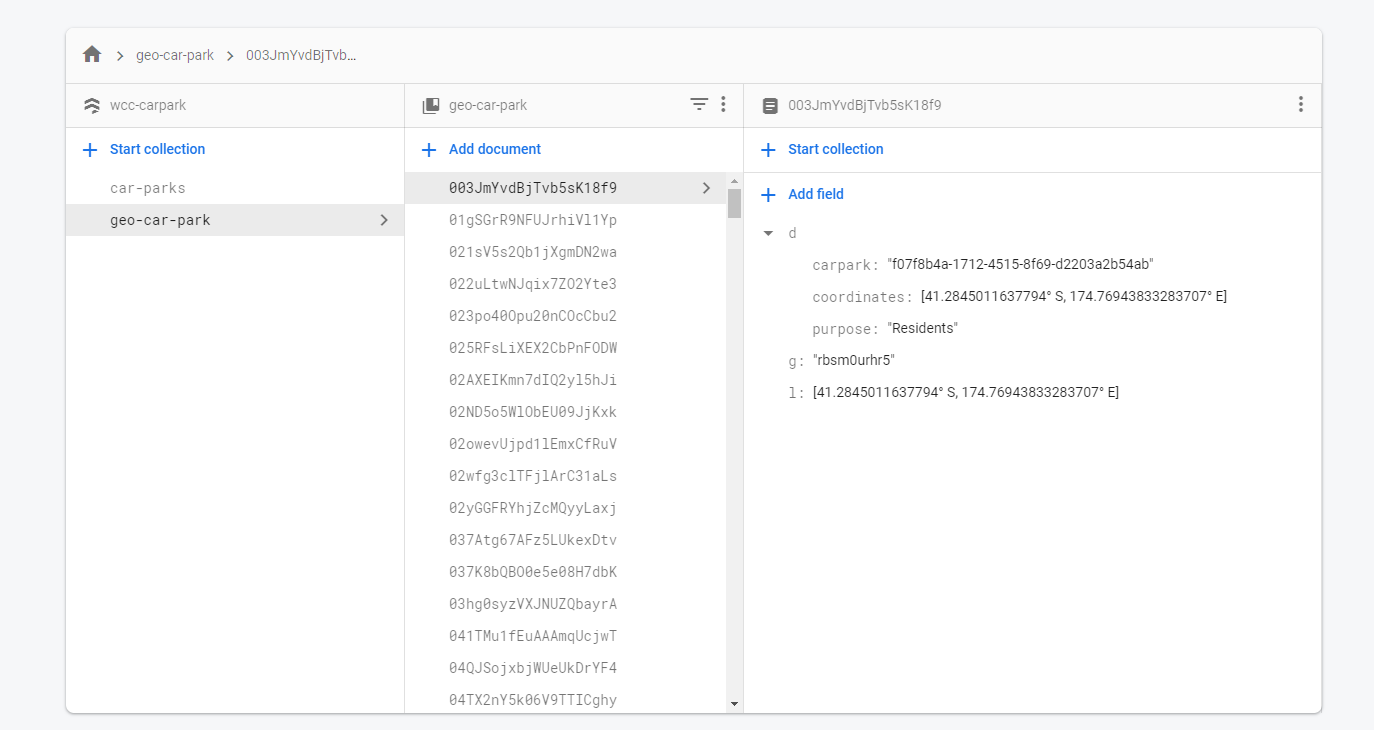 geo-car-park
003JmYvdBjTvb...
wcc-carpark
Start collection
car-parks
geo-car-park
geo-car-park
Add document
003JmYvdBjTvb5sK18f9
01gSGrR9NFUJrhiVl1Yp
021sV5s2Qb1jXgmDN2wa
022uLtwNJqix7ZO2Yte3
023po40Opu20nCOcCbu2
025RFsLiXEX2CbPnFODW
02AXEIKmn7dIQ2yl5hJi
02ND5o5WlObEU09JjKxk
02owevUjpd1lEmxCfRuV
02wfg3clTFjlArC31aLs
02yGGFRYhjZcMQyyLaxj
037Atg67AFz5LUkexDtv
037K8bQBO0e5e08H7dbK
03hg0syzVXJNUZQbayrA
041TMu1fEuAAAmqUcjwT
04QJSojxbjWUeUkDrYF4
04TX2nY5k06V9TTICghy
003JmYvdBjTvb5sK18f9
Start collection
Add field
d
carpark: "f07f8b4a-1712-4515-8f69-d2203a2b54ab"
coordinates: [41.2845011637794° S, 174.76943833283707° E]
purpose: "Residents"
g: "rbsm0urhr5"
l: [41.2845011637794° S, 174.76943833283707° E]